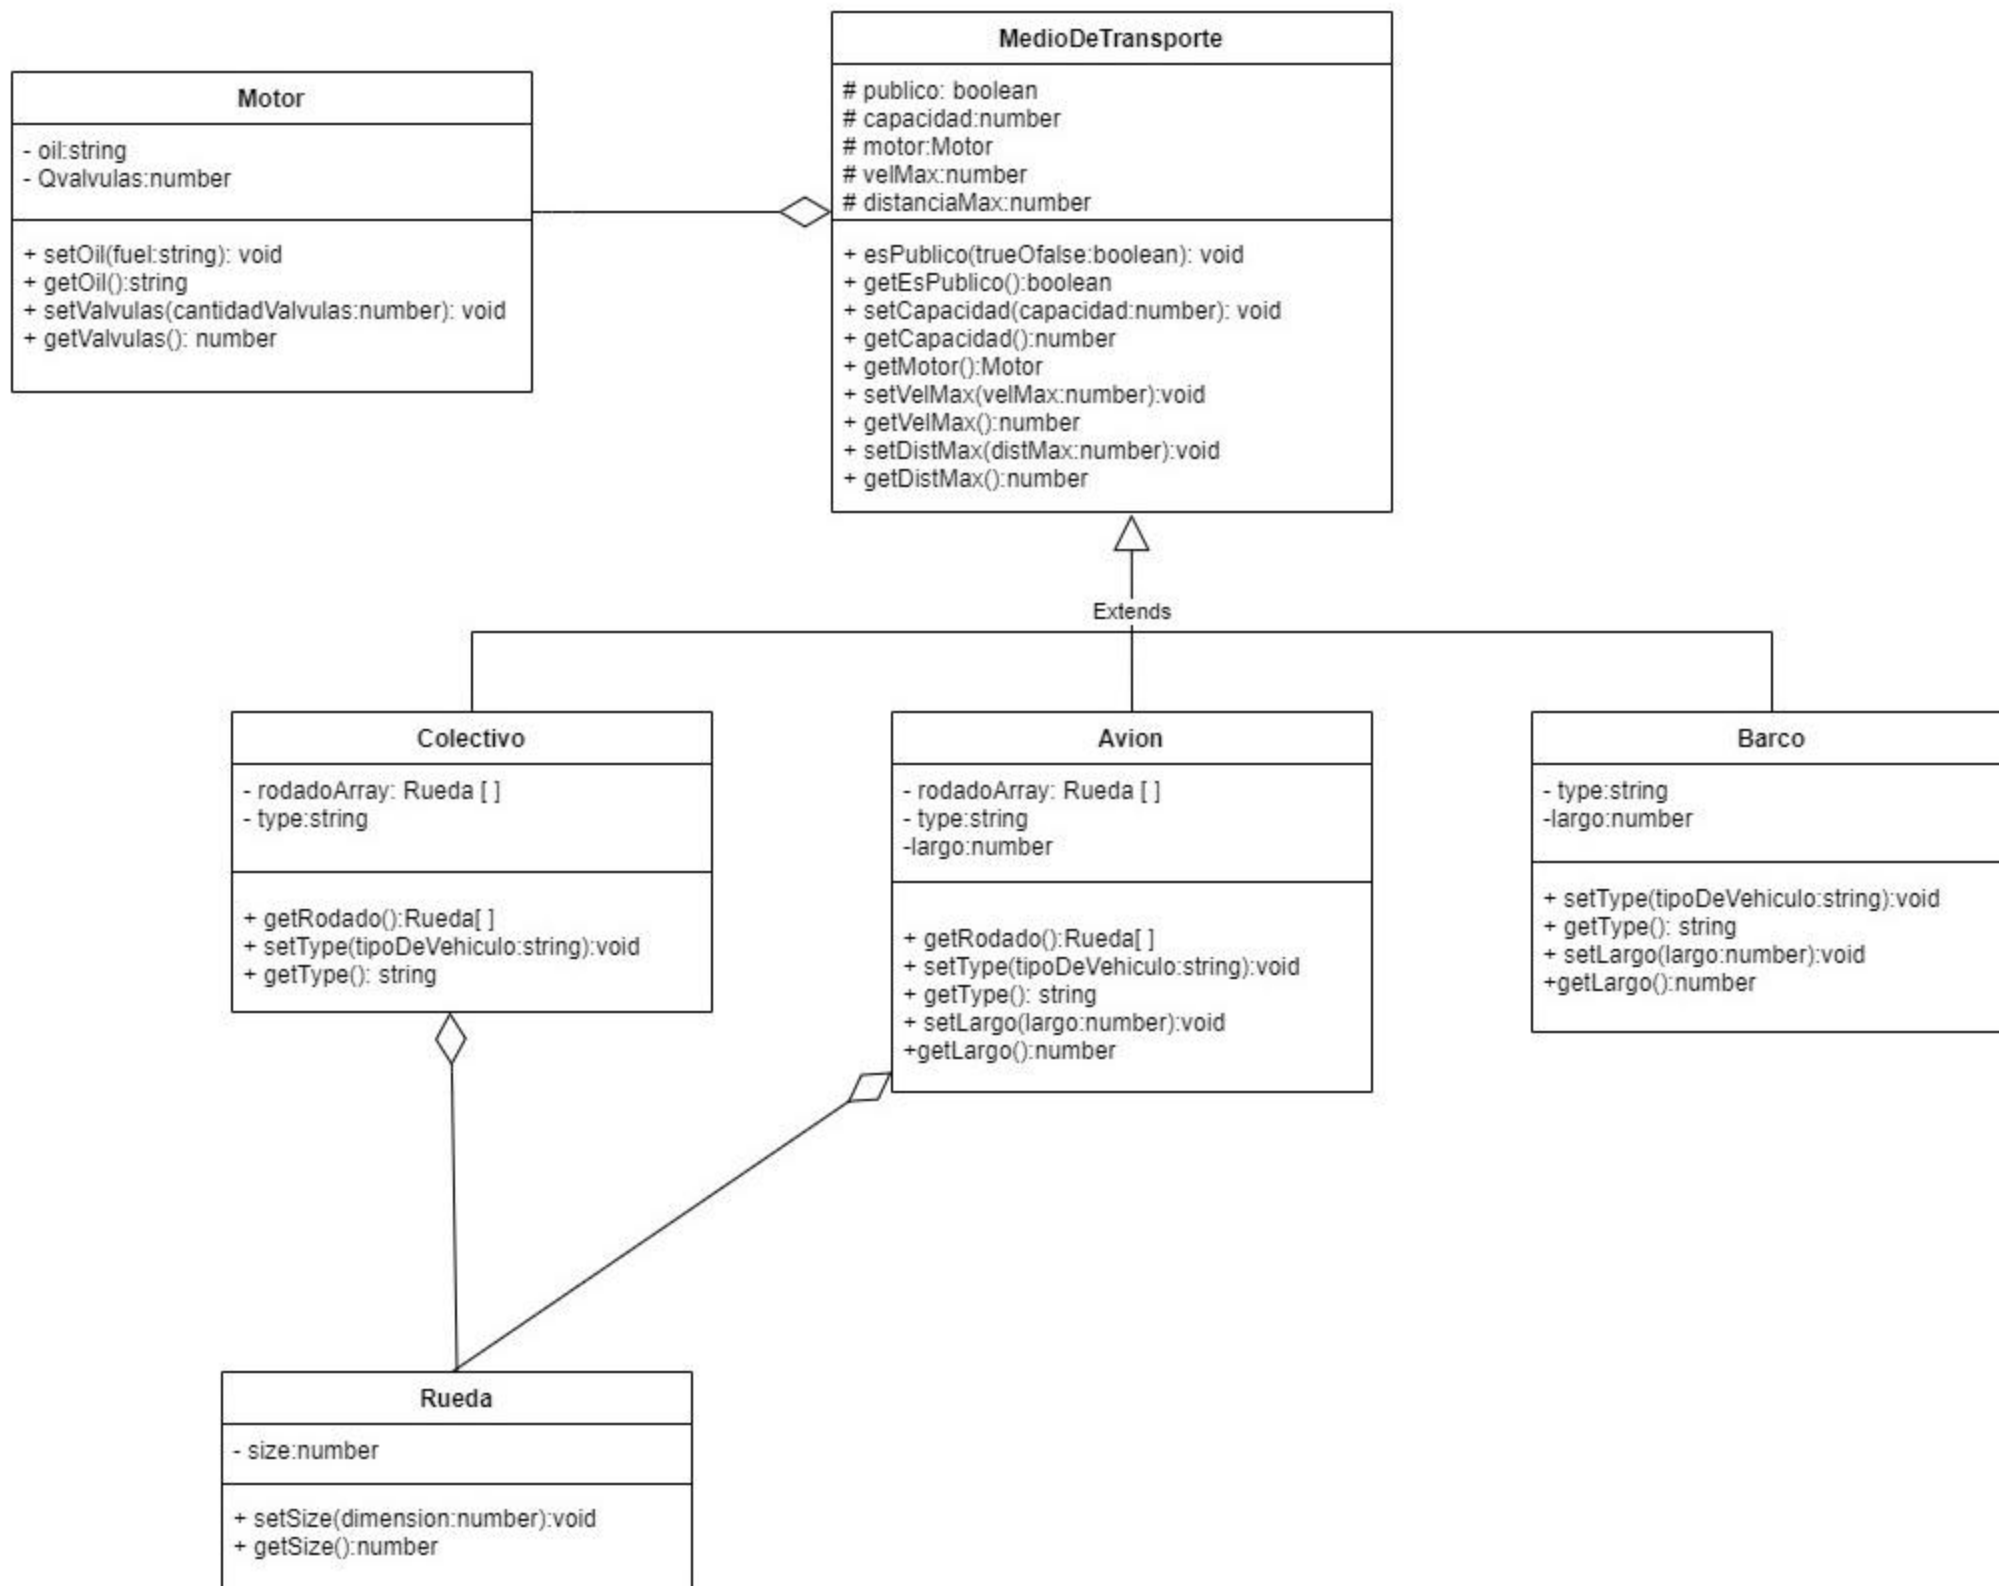 MedioDeTransporte
# publico: boolean
# capacidad:number
# motor:Motor
# velMax:number
# distanciaMax:number
+ esPublico(trueOfalse:boolean): void
+ getEsPublico():boolean
+ setCapacidad(capacidad:number): void
+ getCapacidad():number
+ getMotor():Motor
+ setVelMax(velMax:number):void
+ getVelMax():number
+ setDistMax(distMax:number):void
+ getDistMax():number
Motor
- oil:string
- Qvalvulas:number
+ setOil(fuel:string): void
+ getOil():string
+ setValvulas(cantidadValvulas:number): void
+ getValvulas(): number
Extends
Colectivo
- rodadoArray: Rueda [ ]
- type:string
+ getRodado():Rueda[ ]
+ setType(tipoDeVehiculo:string):void
+ getType(): string
Avion
- rodadoArray: Rueda [ ]
- type:string
-largo:number
+ getRodado():Rueda[ ]
+ setType(tipoDeVehiculo:string):void
+ getType(): string
+ setLargo(largo:number):void
+getLargo():number
Barco
- type:string
-largo:number
+ setType(tipoDeVehiculo:string):void
+ getType(): string
+ setLargo(largo:number):void
+getLargo():number
Rueda
- size:number
+ setSize(dimension:number):void
+ getSize():number